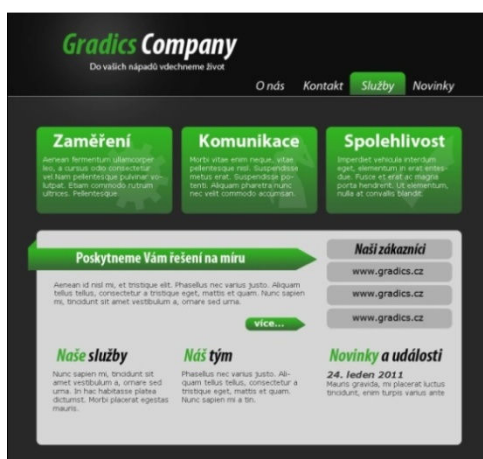 Gradics Company
Do vašich nápadů vdechneme život
O nás Kontakt Služby Novinky
Zaměření
Aenean fermentum ullamcorper
leo, a cursus odio consectetur
vel Nam pellentesque pulvinar vo-
lutpat. Etiam commodo rutrum
ultrices. Pellentesque
Komunikace
Morbi vitae enim neque, vitae
pellentesque nisl. Suspendisse
metus erat. Suspendisse po-
tenti. Aliquam pharetra nunc
nec velit commodo accumsan.
Spolehlivost
Imperdiet vehicula interdum
eget, elementum in erat entes-
due. Fusce et erat ac magna
porta hendrerit. Ut elementum,
nulla at convallis blandit.
Poskytneme Vám řešení na míru
Aenean id nisl mi, et tristique elit. Phasellus nec varius justo. Aliquam
tellus tellus, consectetur a tristique eget, mattis et quam. Nunc sapien
mi, tincidunt sit amet vestibulum a, ornare sed urna.
více...
Naši zákazníci
www.gradics.cz
www.gradics.cz
www.gradics.cz
Naše služby
Nunc sapien mi, tincidunt sit
amet vestibulum a, ornare sed
urna. In hac habitasse platea
dictumst. Morbi placerat egestas
mauris.
Náš tým
Phasellus nec varius justo. Ali-
quam tellus tellus, consectetur a
tristique eget, mattis et quam.
Nunc sapien mi a tin.
Novinky a události
24. leden 2011
Mauris gravida, mi placerat luctus
tincidunt, enim turpis varius ante